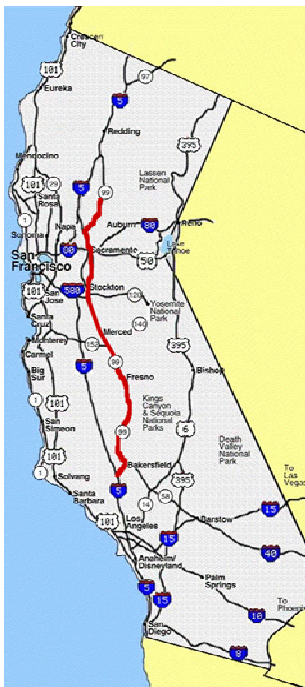 Crescent
City
101
97
Eureka
5
Redding
Mendocino
Lassen
National
Park
395
99
101
29
5
Santa
Rosa
1
Napa
Auburn
80
Reno
Sonoma
80
Sacramento
Lake
Tahoe
50
San
Francisco
580
Stockton
101
San
Jose
120
Yosemite
National
Park
Santa
Cruz
Merced
140
Monterey
152
395
Carmel
5
99
Fresno
Bishop
Big
Sur
101
1
Kings
Canyon
& Sequoia
National
Parks
6
San
Simeon
99
Death
Valley
National
Park
101
1
Solvang
Bakersfield
To
Las
Vegas
395
Santa
Barbara
5
14
58
15
101
Los
Angeles
Barstow
15
40
Anaheim/
Disneyland
5
15
Palm
Springs
10
To
Phoenix
San
Diego
8